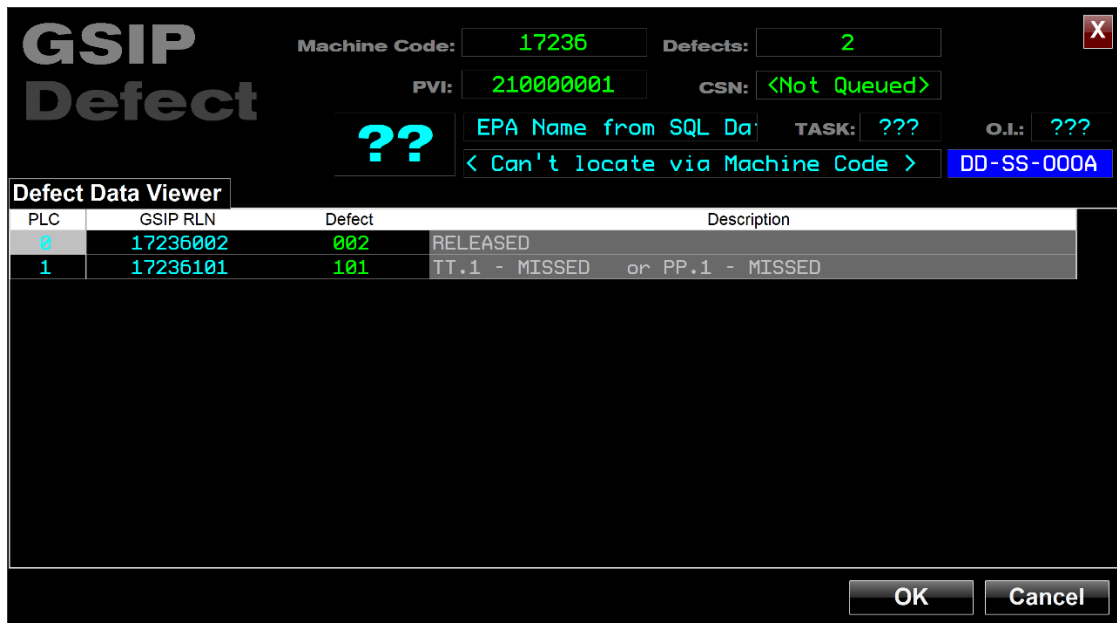 GSIP
Defect
X
Machine Code: 17236 Defects: 2
PVI: 210000001 CSN: <Not Queued>
?? EPA Name from SQL Da TASK: ??? O.I.: ???
< Can't locate via Machine Code > DD-SS-000A
Defect Data Viewer
PLC GSIP RLN Defect Description
0 17236002 002 RELEASED
1 17236101 101 TT.1 - MISSED or PP.1 - MISSED
OK Cancel